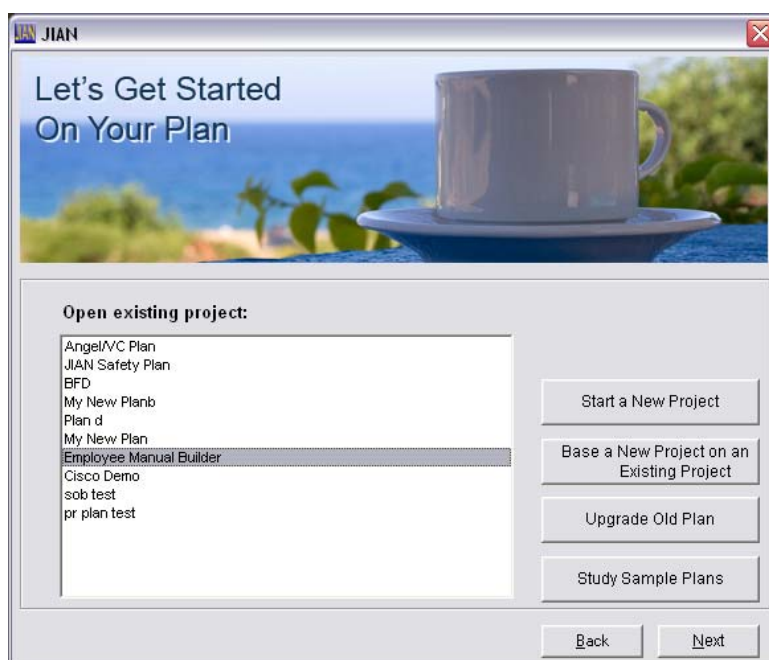 JIAN
Let's Get Started
On Your Plan
Open existing project:
Angel/VC Plan
JIAN Safety Plan
BFD
My New Planb
Plan d
My New Plan
Employee Manual Builder
Cisco Demo
sob test
pr plan test
Start a New Project
Base a New Project on an
Existing Project
Upgrade Old Plan
Study Sample Plans
Back
Next